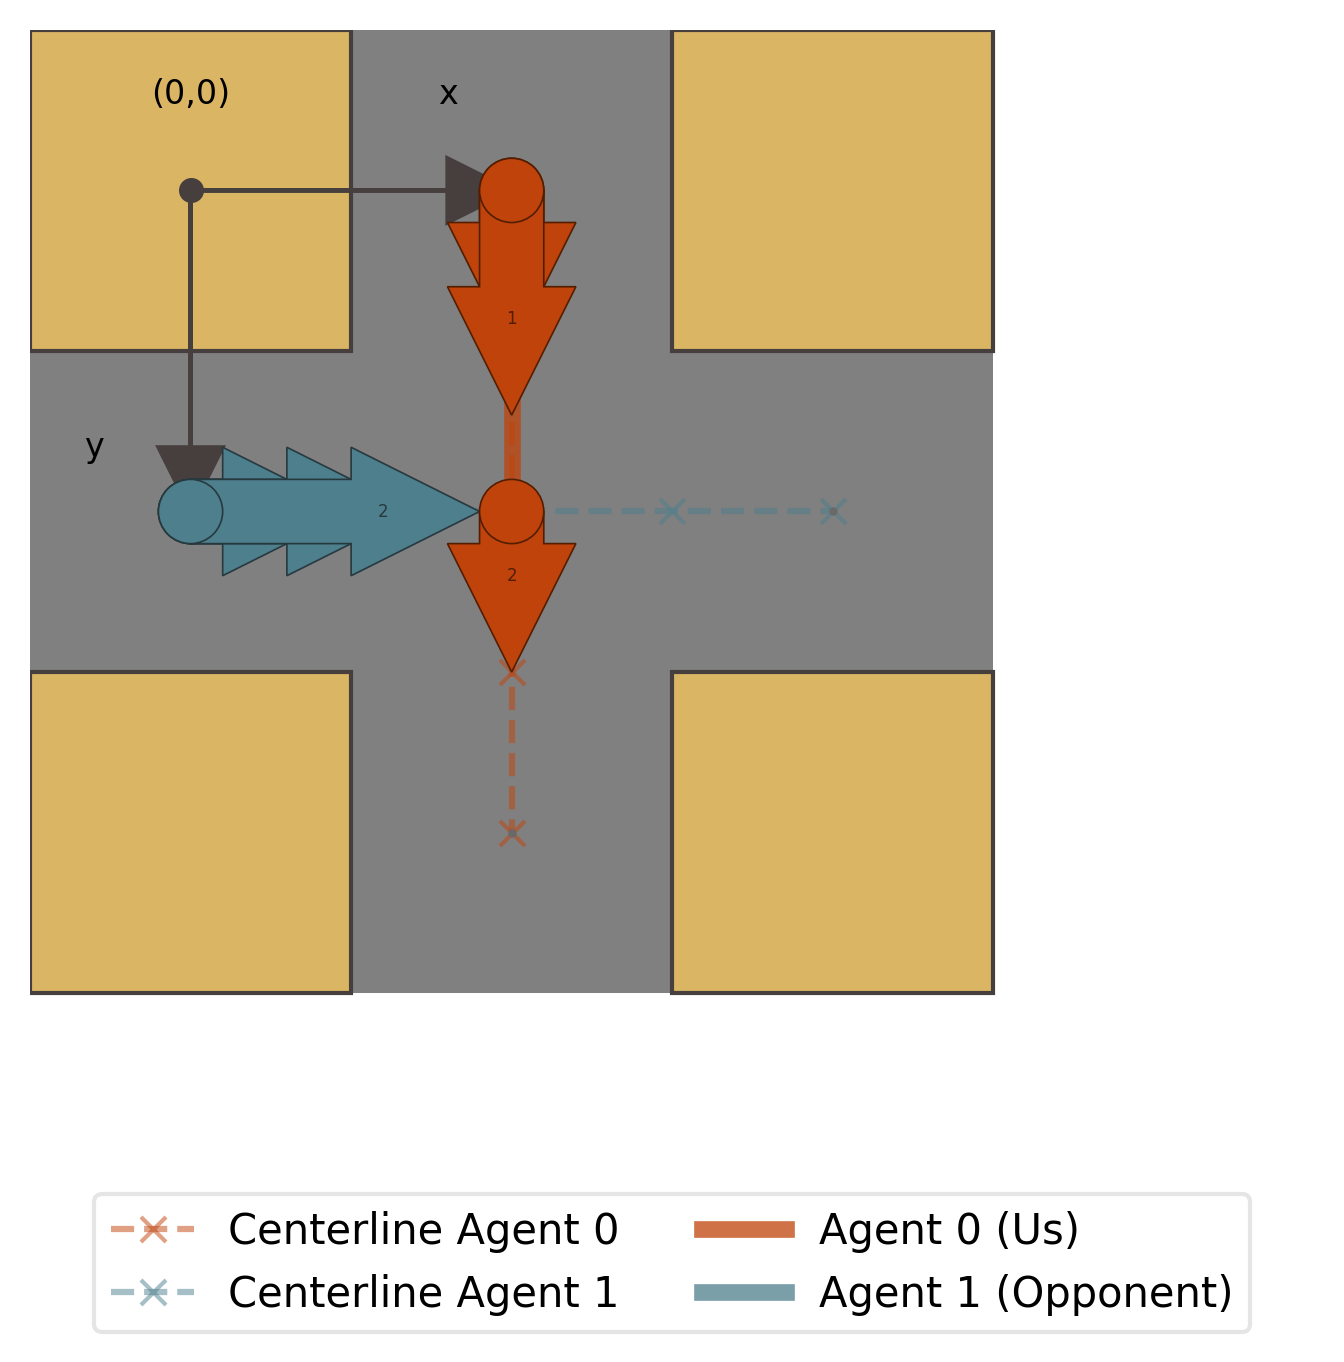 (0,0)
x
1
y
2
2
Centerline Agent 0
Centerline Agent 1
Agent 0 (Us)
Agent 1 (Opponent)